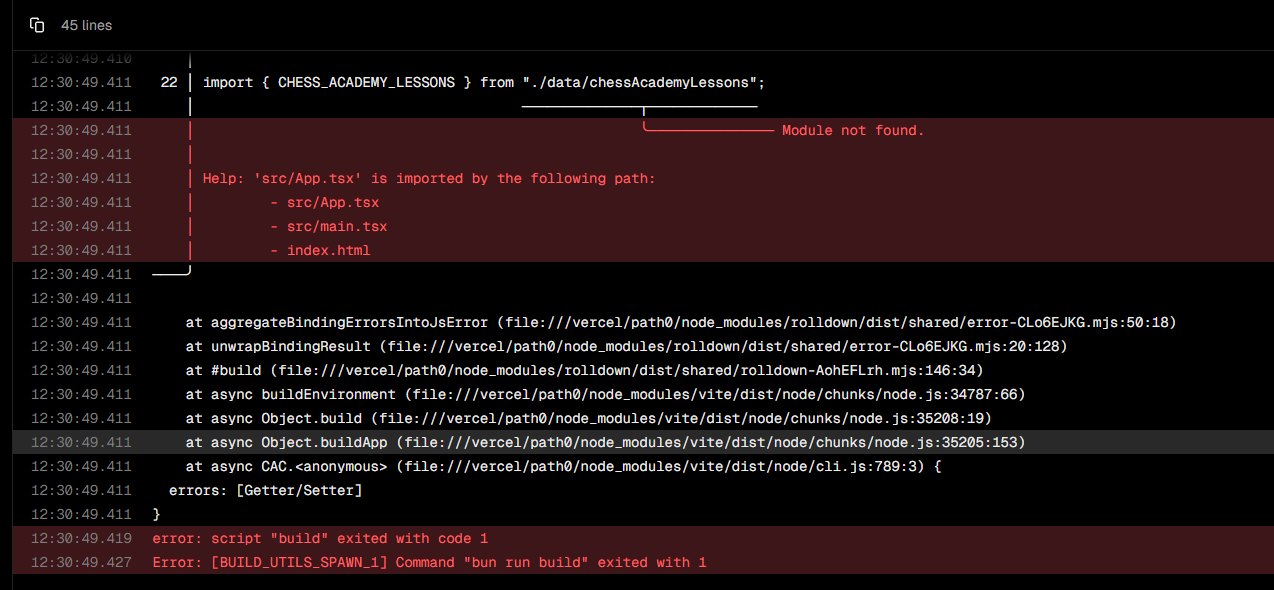 45 lines
12:30:49.410
12:30:49.411 22 | import { CHESS_ACADEMY_LESSONS } from "./data/chessAcademyLessons";
12:30:49.411
12:30:49.411 Module not found.
12:30:49.411
12:30:49.411 Help: 'src/App.tsx' is imported by the following path:
12:30:49.411 - src/App.tsx
12:30:49.411 - src/main.tsx
12:30:49.411 - index.html
12:30:49.411
12:30:49.411
12:30:49.411 at aggregateBindingErrorsIntoJsError (file:///vercel/path0/node_modules/rolldown/dist/shared/error-CLo6EJKG.mjs:50:18)
12:30:49.411 at unwrapBindingResult (file:///vercel/path0/node_modules/rolldown/dist/shared/error-CLo6EJKG.mjs:20:128)
12:30:49.411 at #build (file:///vercel/path0/node_modules/rolldown/dist/shared/rolldown-AohEFLrh.mjs:146:34)
12:30:49.411 at async buildEnvironment (file:///vercel/path0/node_modules/vite/dist/node/chunks/node.js:34787:66)
12:30:49.411 at async Object.build (file:///vercel/path0/node_modules/vite/dist/node/chunks/node.js:35208:19)
12:30:49.411 at async Object.buildApp (file:///vercel/path0/node_modules/vite/dist/node/chunks/node.js:35205:153)
12:30:49.411 at async CAC.<anonymous> (file:///vercel/path0/node_modules/vite/dist/node/cli.js:789:3) {
12:30:49.411 errors: [Getter/Setter]
12:30:49.411 }
12:30:49.419 error: script "build" exited with code 1
12:30:49.427 Error: [BUILD_UTILS_SPAWN_1] Command "bun run build" exited with 1